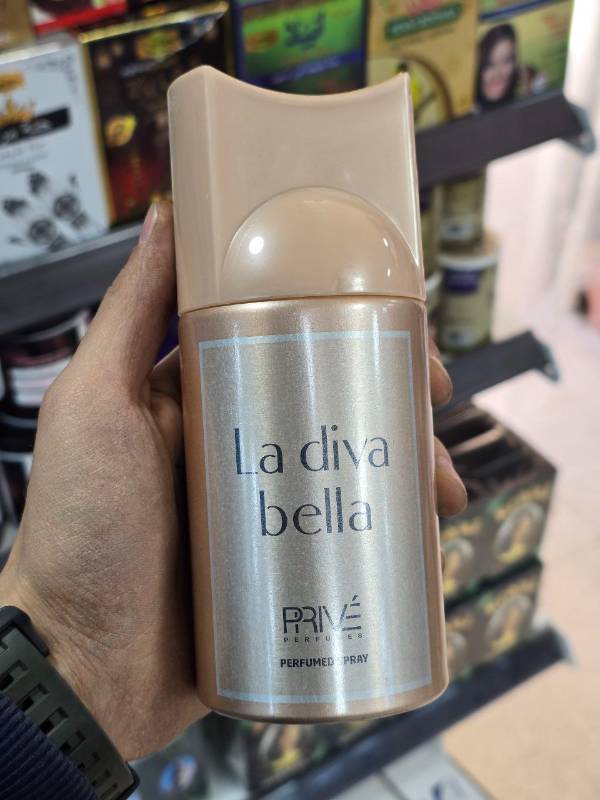 La diva
bella
PRIVÉ
PERFUMES
PERFUMED SPRAY